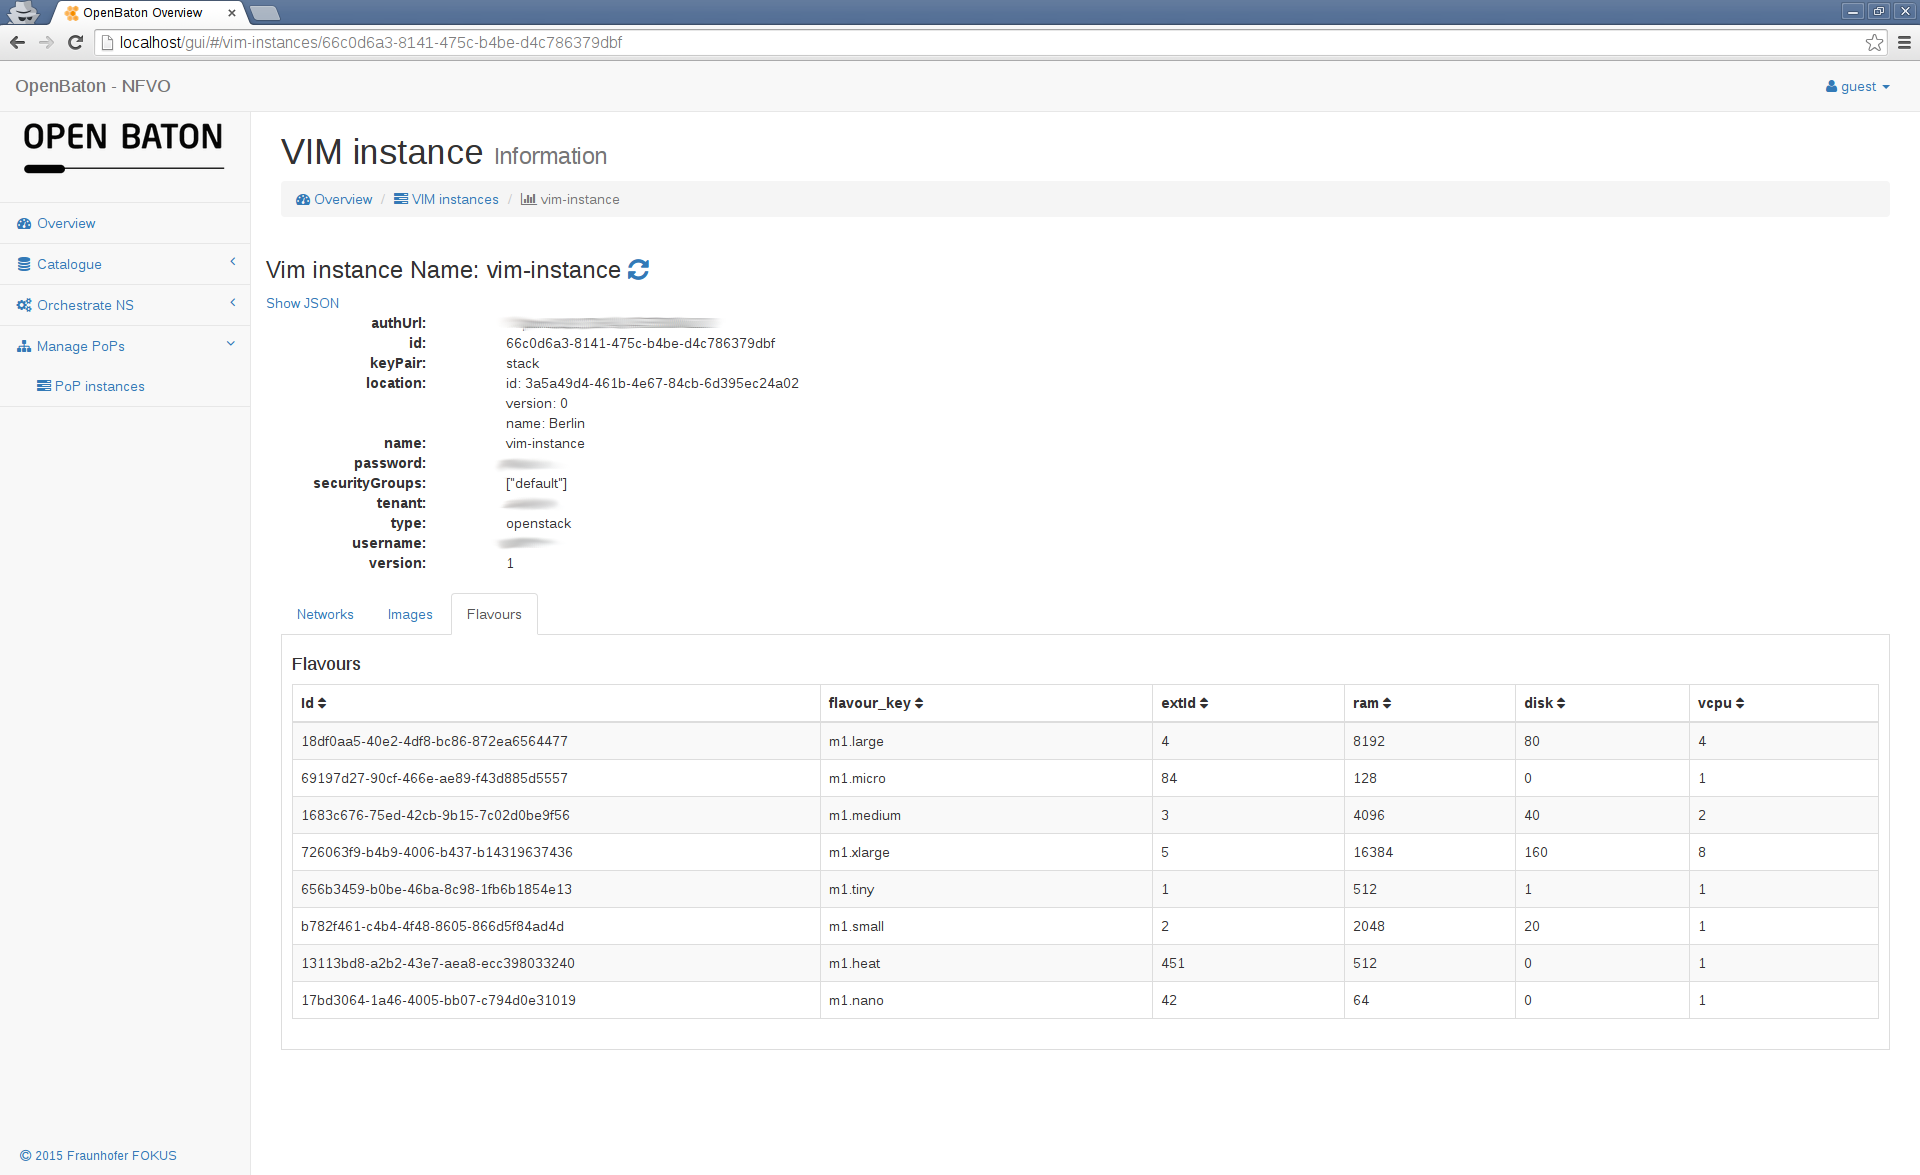 OpenBaton Overview
localhost/gui/#/vim-instances/66c0d6a3-8141-475c-b4be-d4c786379dbf
OpenBaton - NFVO
guest
OPEN BATON
Overview
Catalogue
Orchestrate NS
Manage PoPs
PoP instances
VIM instance Information
Overview / VIM instances / vim-instance
Vim instance Name: vim-instance
Show JSON
authUrl:
id: 66c0d6a3-8141-475c-b4be-d4c786379dbf
keyPair: stack
location: id: 3a5a49d4-461b-4e67-84cb-6d395ec24a02
version: 0
name: Berlin
name: vim-instance
password:
securityGroups: ["default"]
tenant:
type: openstack
username:
version: 1
Networks Images Flavours
Flavours
Id flavour_key extId ram disk vcpu
18df0aa5-40e2-4df8-bc86-872ea6564477 m1.large 4 8192 80 4
69197d27-90cf-466e-ae89-f43d885d5557 m1.micro 84 128 0 1
1683c676-75ed-42cb-9b15-7c02d0be9f56 m1.medium 3 4096 40 2
726063f9-b4b9-4006-b437-b14319637436 m1.xlarge 5 16384 160 8
656b3459-b0be-46ba-8c98-1fb6b1854e13 m1.tiny 1 512 1 1
b782f461-c4b4-4f48-8605-866d5f84ad4d m1.small 2 2048 20 1
13113bd8-a2b2-43e7-aea8-ecc398033240 m1.heat 451 512 0 1
17bd3064-1a46-4005-bb07-c794d0e31019 m1.nano 42 64 0 1
© 2015 Fraunhofer FOKUS